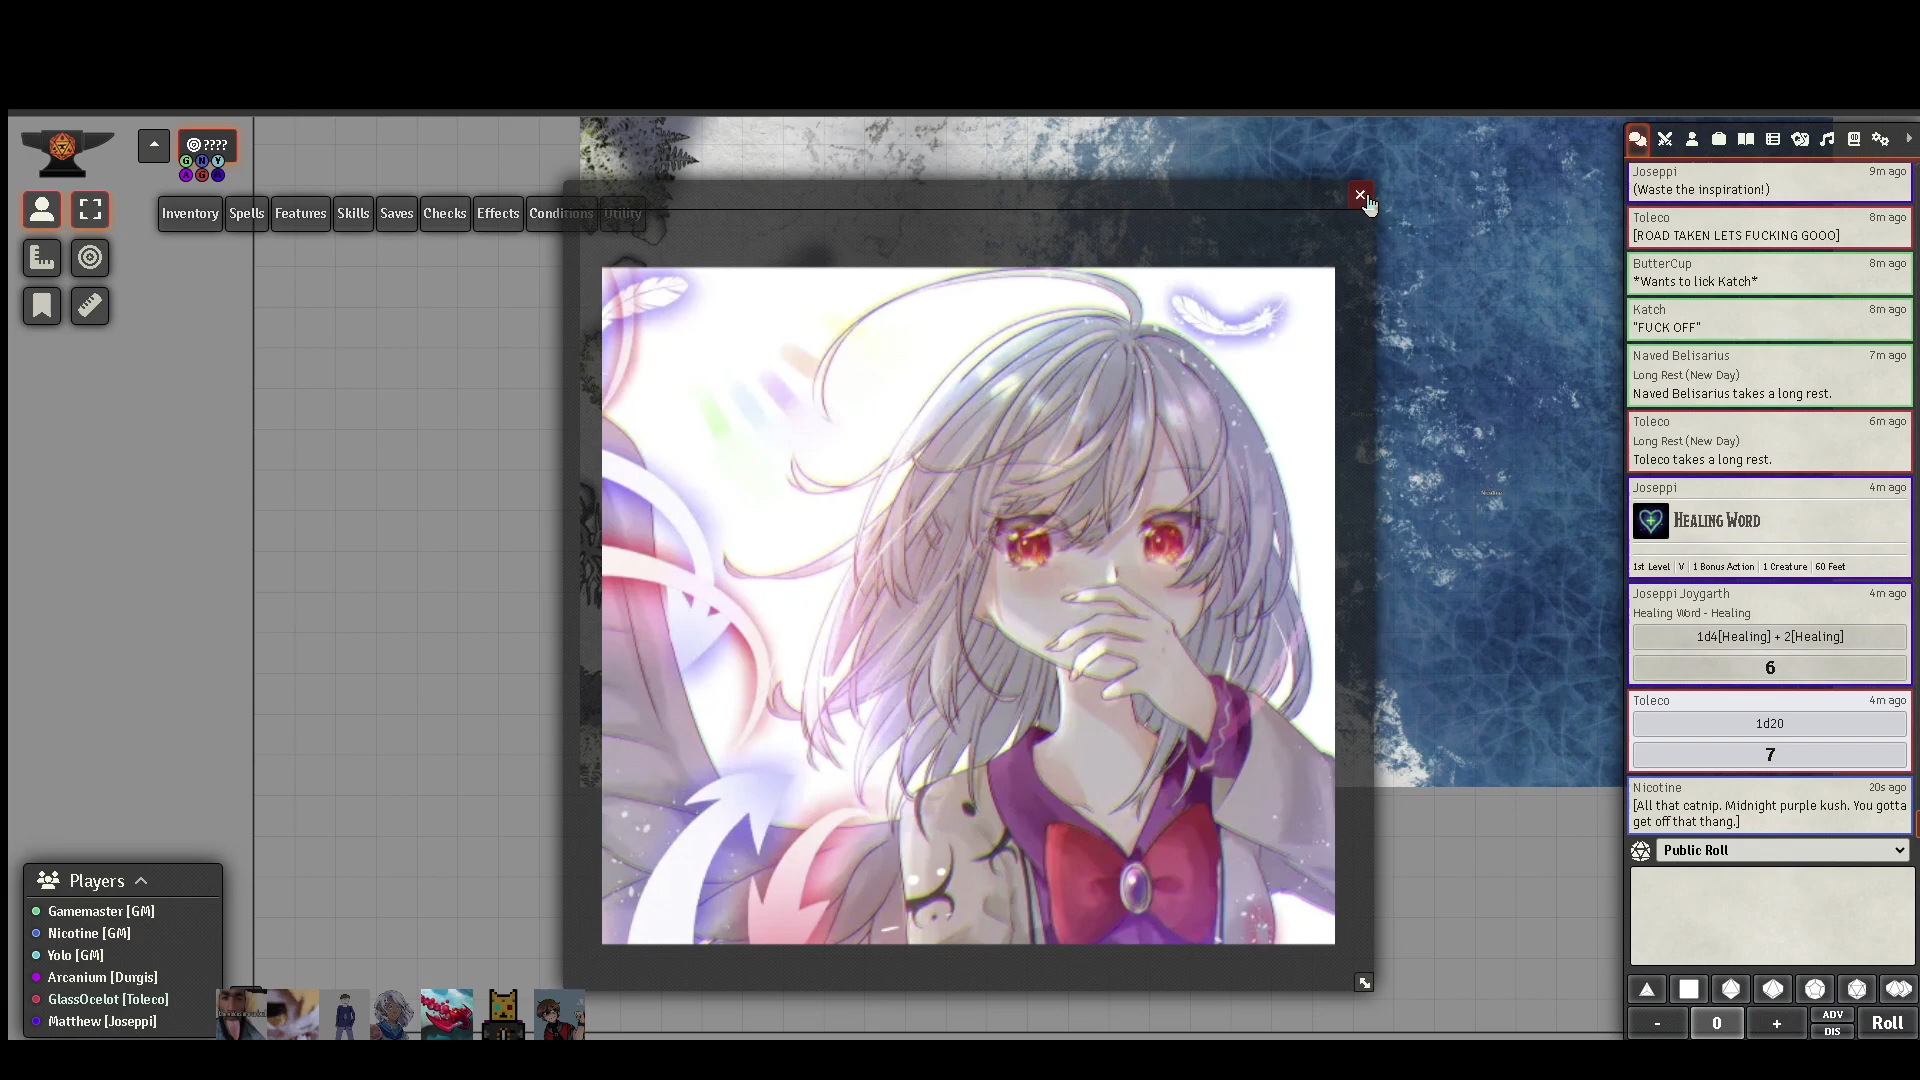 ????
G N Y
A G
Inventory Spells Features Skills Saves Checks Effects Conditions Utility
Joseppi 9m ago
(Waste the inspiration!)
Toleco 8m ago
[ROAD TAKEN LETS FUCKING GOOO]
ButterCup 8m ago
*Wants to lick Katch*
Katch 8m ago
"FUCK OFF"
Naved Belisarius 7m ago
Long Rest (New Day)
Naved Belisarius takes a long rest.
Toleco 6m ago
Long Rest (New Day)
Toleco takes a long rest.
Joseppi 4m ago
Healing Word
1st Level | V | 1 Bonus Action | 1 Creature | 60 Feet
Joseppi Joygarth 4m ago
Healing Word - Healing
1d4[Healing] + 2[Healing]
6
Toleco 4m ago
1d20
7
Nicotine 20s ago
[All that catnip. Midnight purple kush. You gotta
get off that thang.]
Public Roll
- 0 + ADV DIS Roll
Players
Gamemaster [GM]
Nicotine [GM]
Yolo [GM]
Arcanium [Durgis]
GlassOcelot [Toleco]
Matthew [Joseppi]